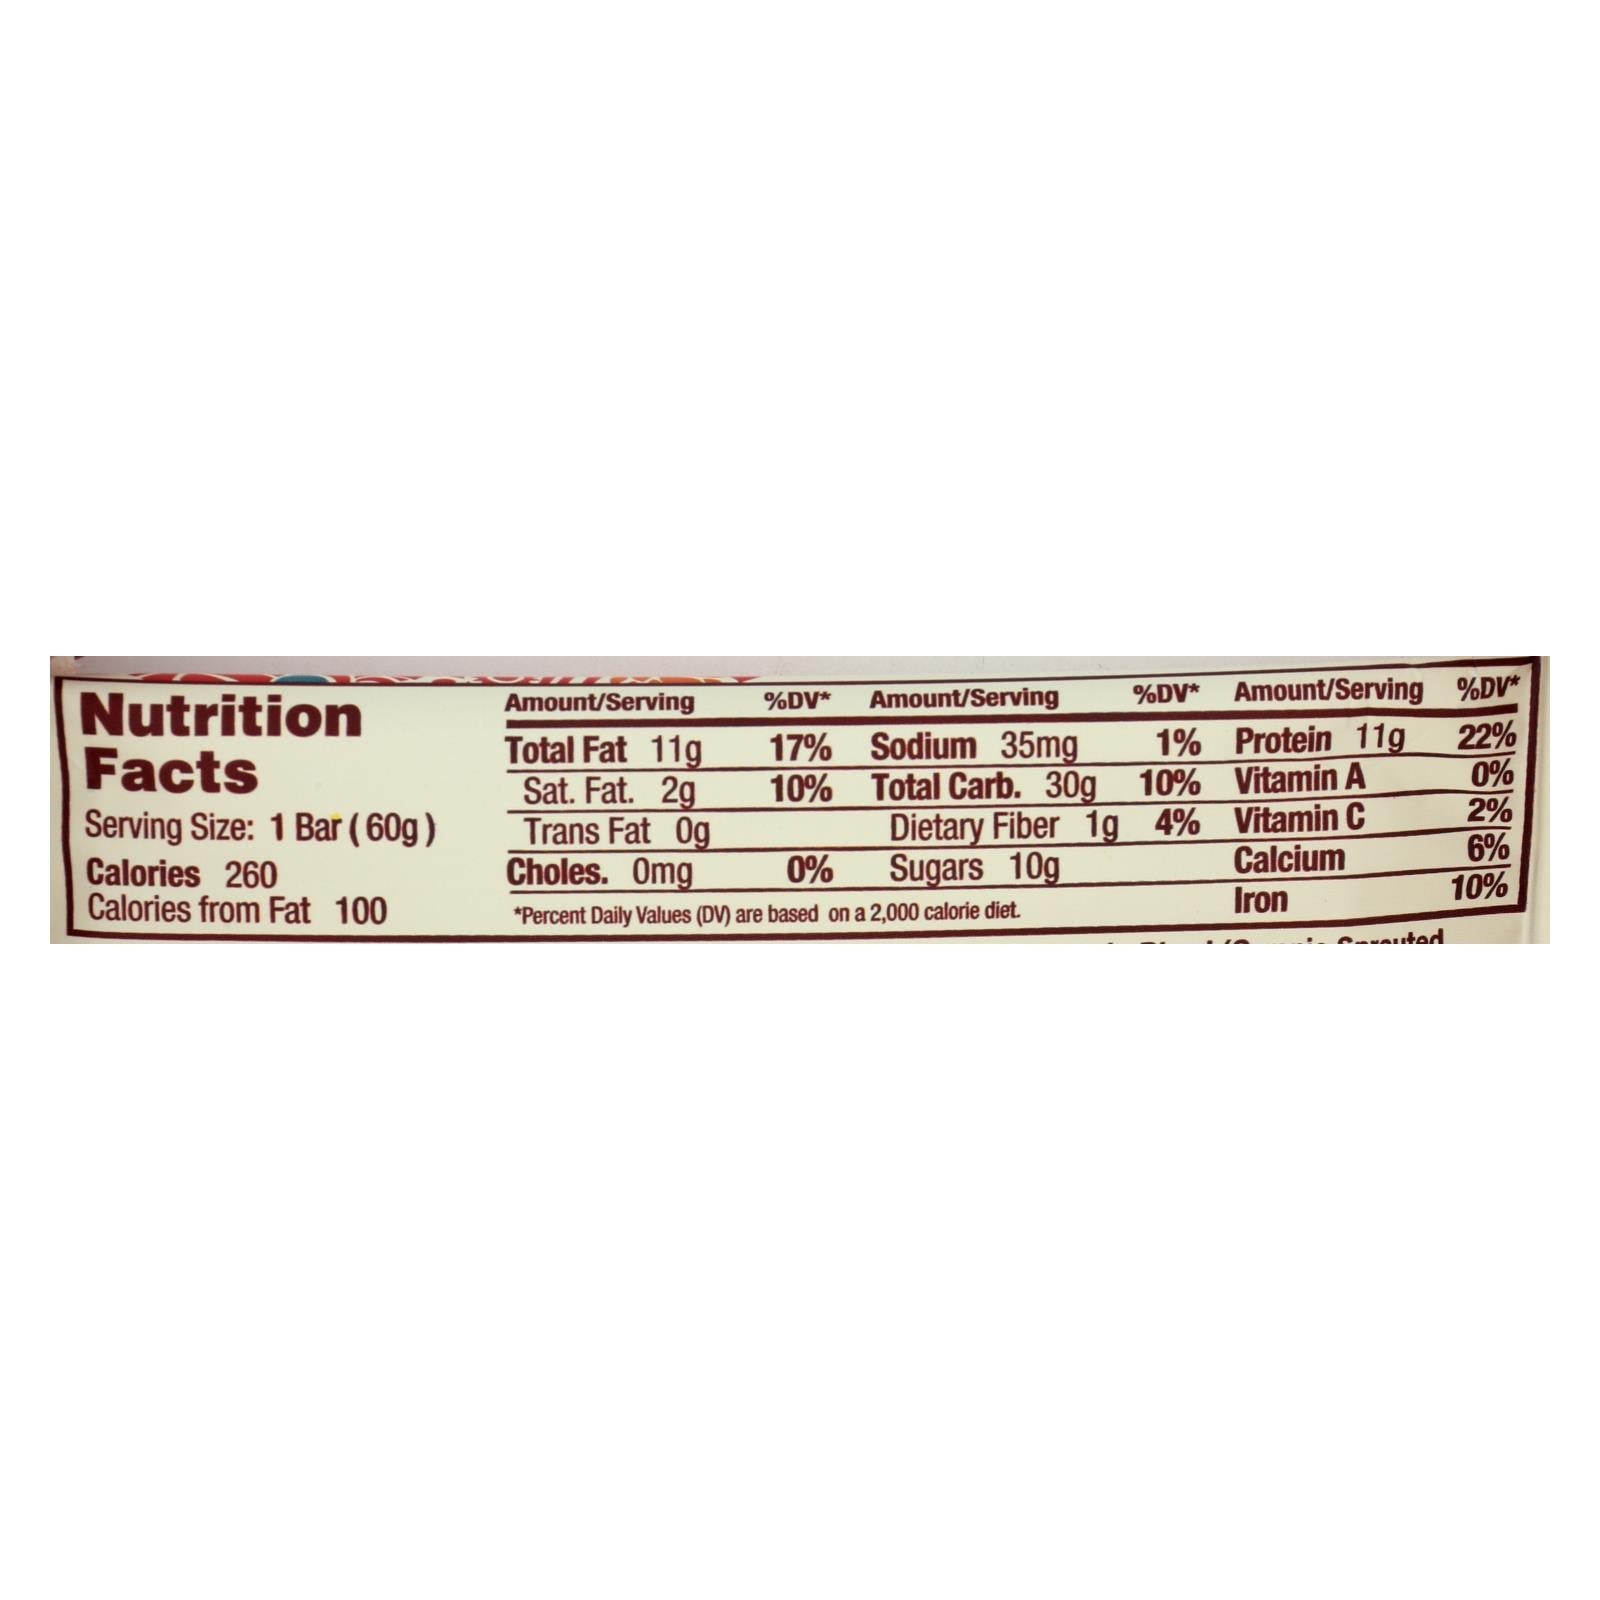 Nutrition
Facts
Serving Size: 1 Bar ( 60g )
Calories 260
Calories from Fat 100
Amount/Serving %DV*
Total Fat 11g 17%
Sat. Fat. 2g 10%
Trans Fat 0g
Choles. 0mg 0%
Amount/Serving %DV*
Sodium 35mg 1%
Total Carb. 30g 10%
Dietary Fiber 1g 4%
Sugars 10g
*Percent Daily Values (DV) are based on a 2,000 calorie diet.
Amount/Serving %DV*
Protein 11g 22%
Vitamin A 0%
Vitamin C 2%
Calcium 6%
Iron 10%
Sprouted